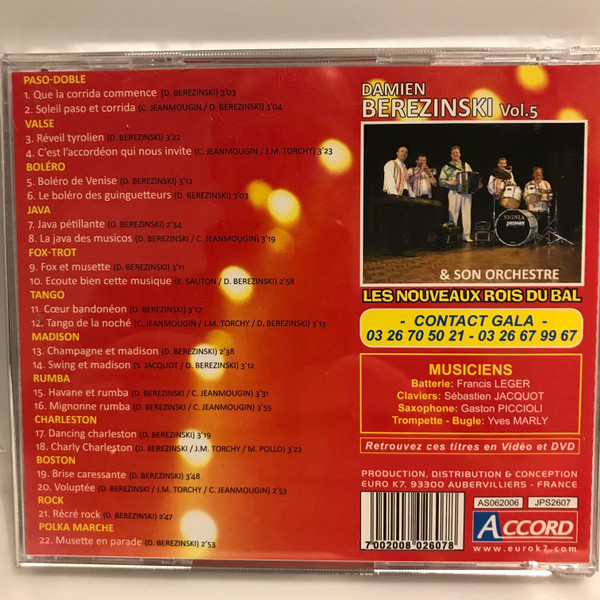 PASO-DOBLE
1. Que la corrida commence (D. BEREZINSKI) 3'03
2. Soleil paso et corrida (C. JEANMOUGIN / D. BEREZINSKI) 3'04
VALSE
3. Réveil tyrolien (D. BEREZINSKI) 3'22
4. C'est l'accordéon qui nous invite (C. JEANMOUGIN / J.M. TORCHY) 3'23
BOLÉRO
5. Boléro de Venise (D. BEREZINSKI) 3'12
6. Le boléro des guinguetteurs (D. BEREZINSKI) 3'03
JAVA
7. Java pétillante (D. BEREZINSKI) 2'34
8. La java des musicos (D. BEREZINSKI / C. JEANMOUGIN) 3'19
FOX-TROT
9. Fox et musette (D. BEREZINSKI) 3'11
10. Ecoute bien cette musique (E. SAUTON / D. BEREZINSKI) 2'58
TANGO
11. Cœur bandonéon (D. BEREZINSKI) 3'12
12. Tango de la noché (C. JEANMOUGIN / J.M. TORCHY / D. BEREZINSKI) 3'13
MADISON
13. Champagne et madison (D. BEREZINSKI) 2'38
14. Swing et madison (S. JACQUOT / D. BEREZINSKI) 3'12
RUMBA
15. Havane et rumba (D. BEREZINSKI / C. JEANMOUGIN) 3'31
16. Mignonne rumba (D. BEREZINSKI / C. JEANMOUGIN) 3'55
CHARLESTON
17. Dancing charleston (D. BEREZINSKI) 3'19
18. Charly Charleston (D. BEREZINSKI / J.M. TORCHY / M. POLLO) 3'22
BOSTON
19. Brise caressante (D. BEREZINSKI) 3'48
20. Voluptée (D. BEREZINSKI / J.M. TORCHY / C. JEANMOUGIN) 2'53
ROCK
21. Récré rock (D. BEREZINSKI) 2'47
POLKA MARCHE
22. Musette en parade (D. BEREZINSKI) 2'53
DAMIEN
BEREZINSKI Vol.5
SIGNIA
PREMIER
& SON ORCHESTRE
LES NOUVEAUX ROIS DU BAL
- CONTACT GALA -
03 26 70 50 21 - 03 26 67 99 67
MUSICIENS
Batterie: Francis LEGER
Claviers: Sébastien JACQUOT
Saxophone: Gaston PICCIOLI
Trompette - Bugle: Yves MARLY
Retrouvez ces titres en Vidéo et DVD
PRODUCTION, DISTRIBUTION & CONCEPTION
EURO K7, 93300 AUBERVILLIERS - FRANCE
AS062006 JPS2607
ACCORD
www.eurok7.com
7002008 026078